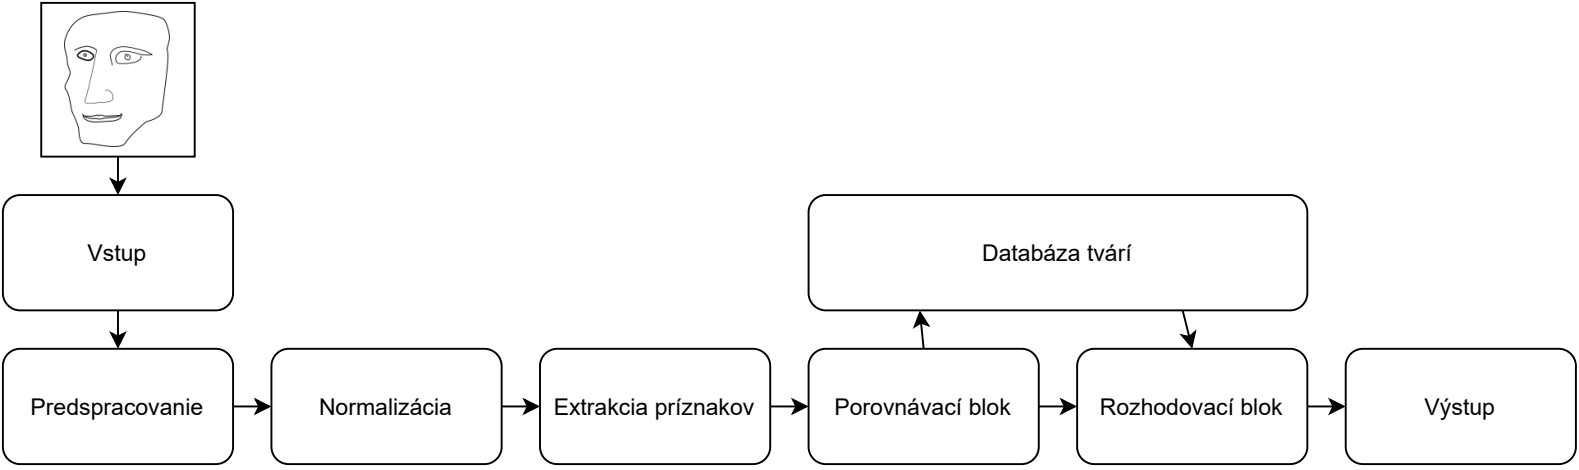 Vstup
Databáza tvárí
Predspracovanie
Normalizácia
Extrakcia príznakov
Porovnávací blok
Rozhodovací blok
Výstup